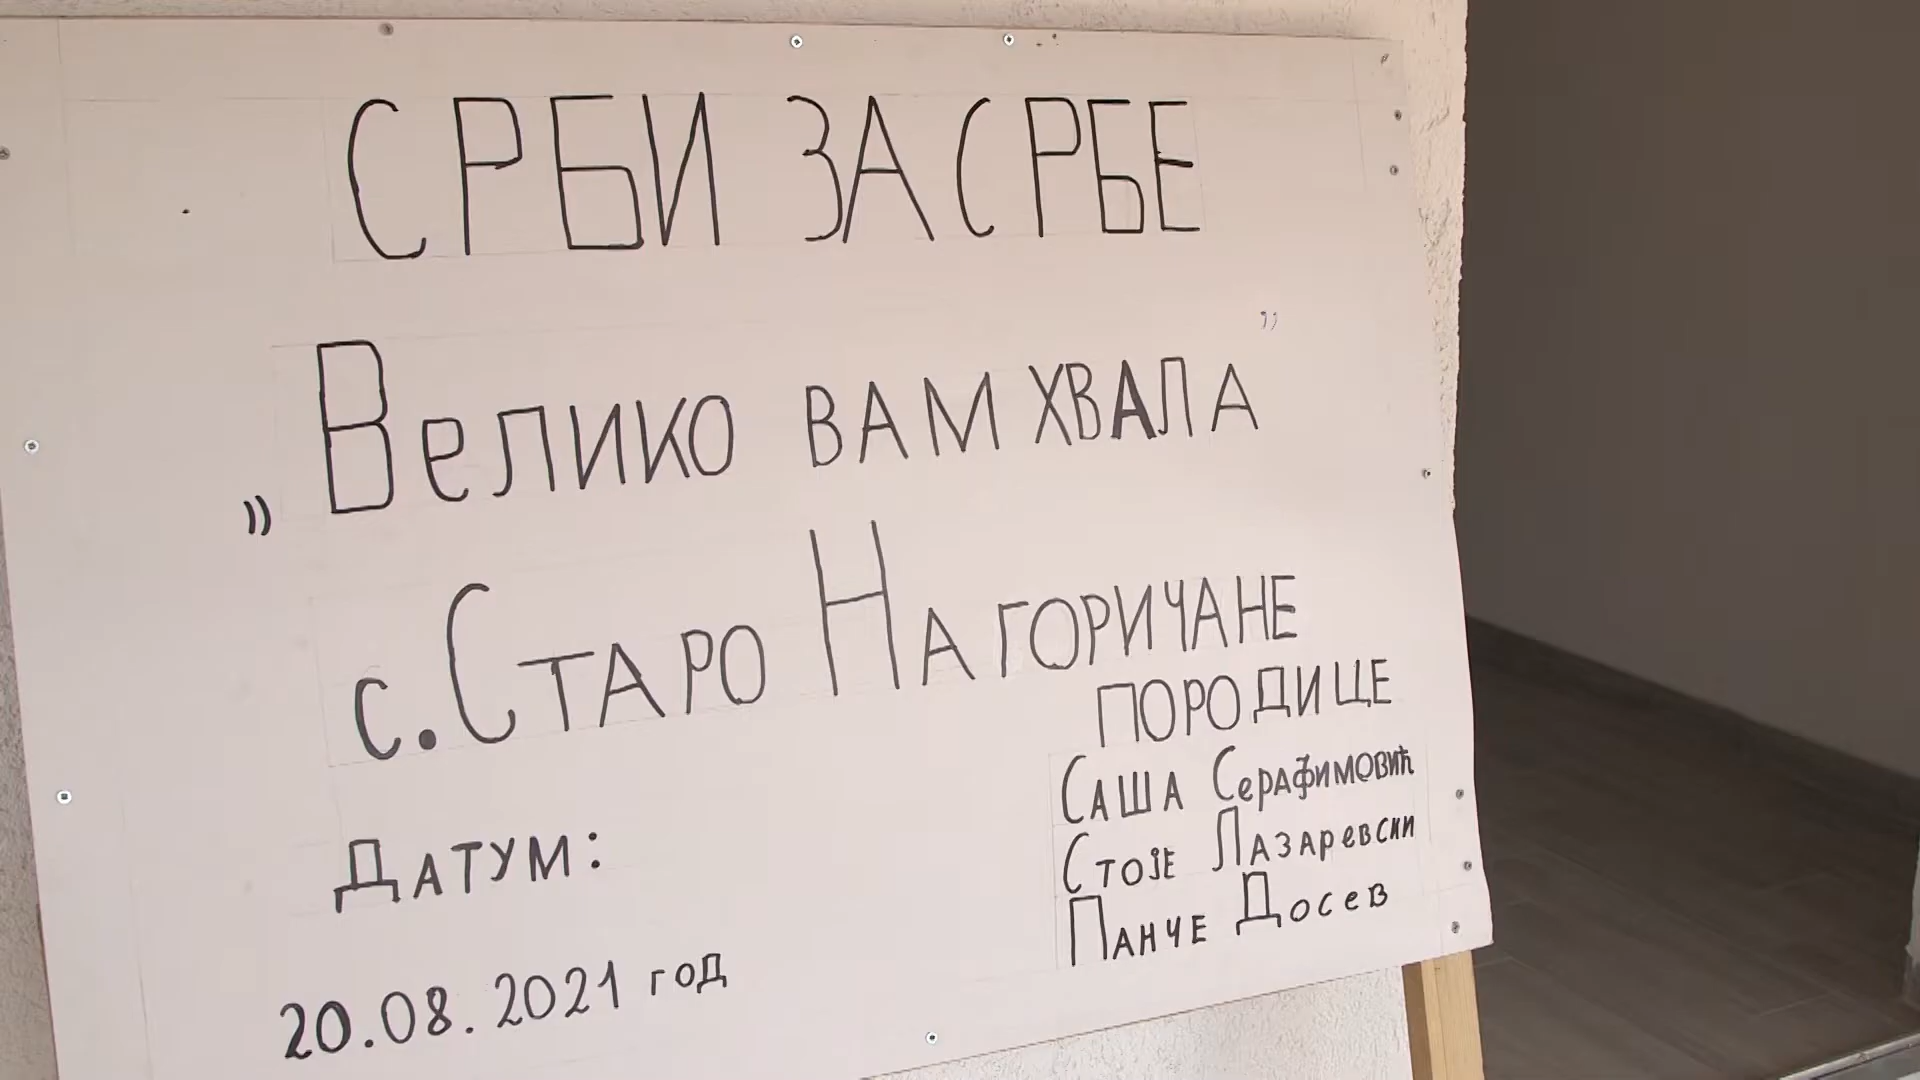 СРБИ ЗА СРБЕ
„Велико ВАМ ХВАЛА”
с. СТАРО НАГОРИЧАНЕ
ПОРОДИЦЕ
САША СерАФИМОВИЋ
СТОЈЕ ЛАЗАРЕВСКИ
ПАНЧЕ ДОСЕВ
ДАТУМ:
20.08.2021 год